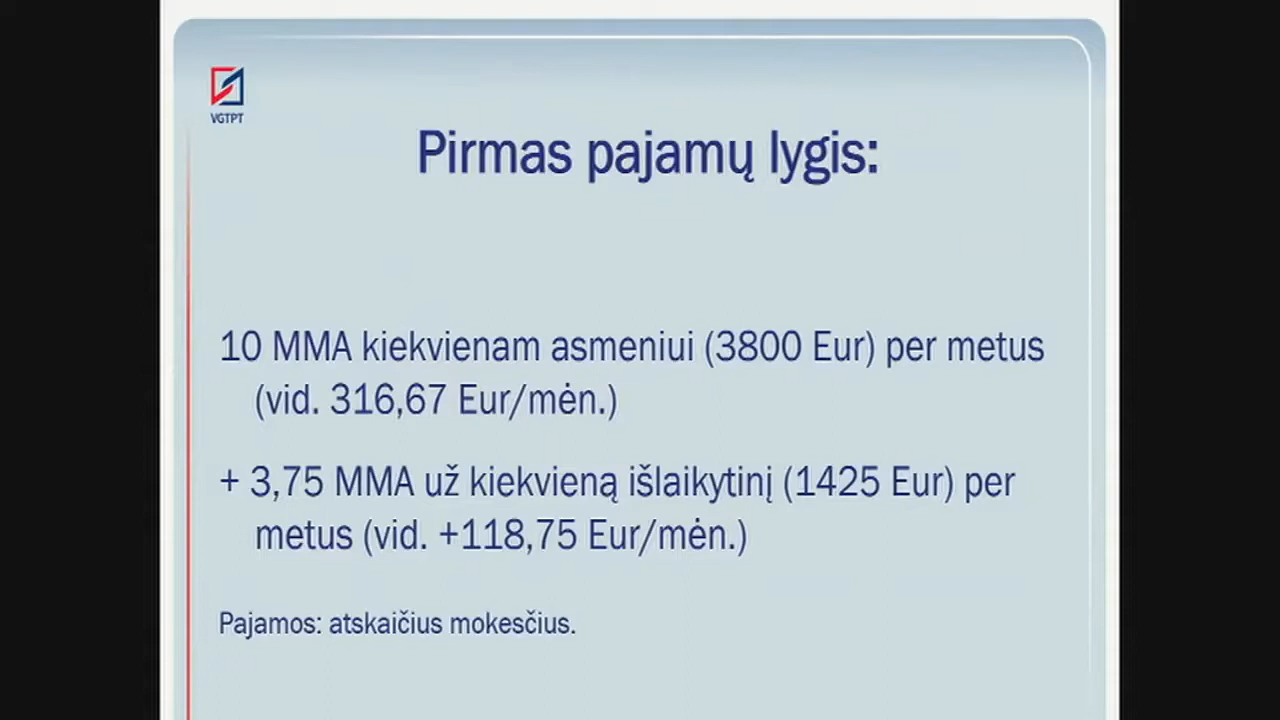 VGTPT
Pirmas pajamų lygis:
10 MMA kiekvienam asmeniui (3800 Eur) per metus
(vid. 316,67 Eur/mėn.)
+ 3,75 MMA už kiekvieną išlaikytinį (1425 Eur) per
metus (vid. +118,75 Eur/mėn.)
Pajamos: atskaičius mokesčius.